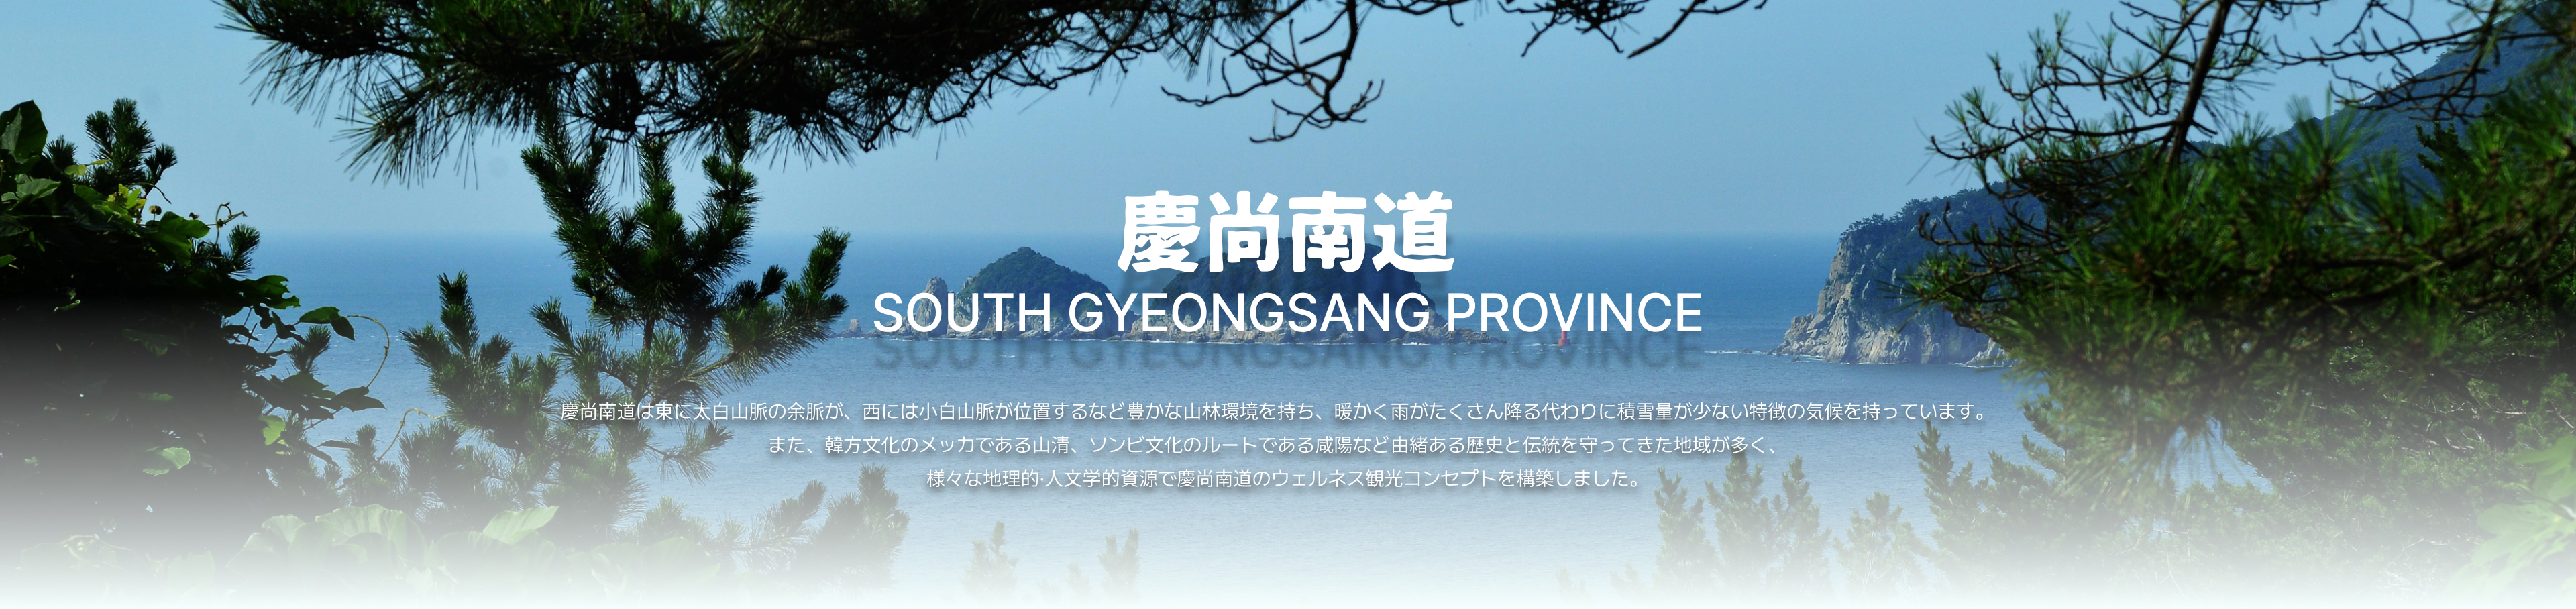 慶尚南道
SOUTH GYEONGSANG PROVINCE
慶尚南道は東に太白山脈の余脈が、西には小白山脈が位置するなど豊かな山林環境を持ち、暖かく雨がたくさん降る代わりに積雪量が少ない特徴の気候を持っています。
また、韓方文化のメッカである山清、ソンビ文化のルートである咸陽など由緒ある歴史と伝統を守ってきた地域が多く、
様々な地理的·人文学的資源で慶尚南道のウェルネス観光コンセプトを構築しました。